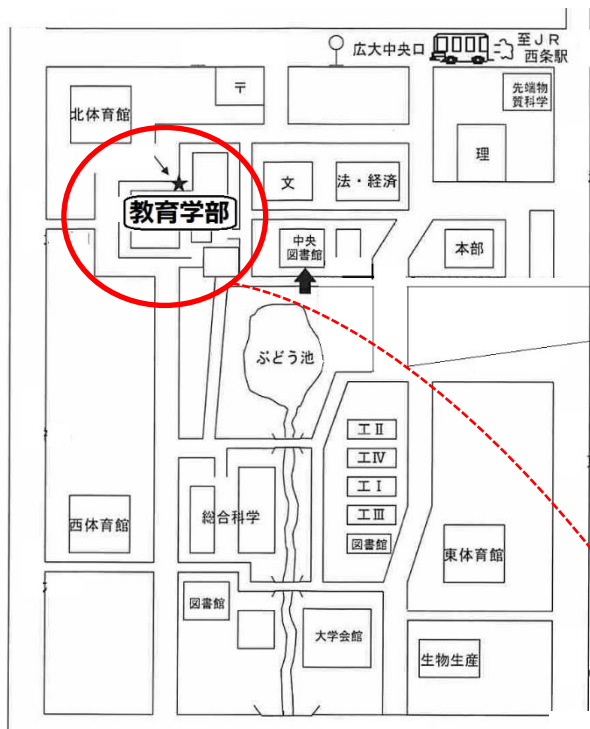 広大中央口
至JR
西条駅
〒
先端物
質科学
北体育館
理
文
法・経済
教育学部
中央
図書館
本部
ぶどう池
工Ⅱ
工Ⅳ
工Ⅰ
工Ⅲ
図書館
総合科学
西体育館
東体育館
図書館
大学会館
生物生産